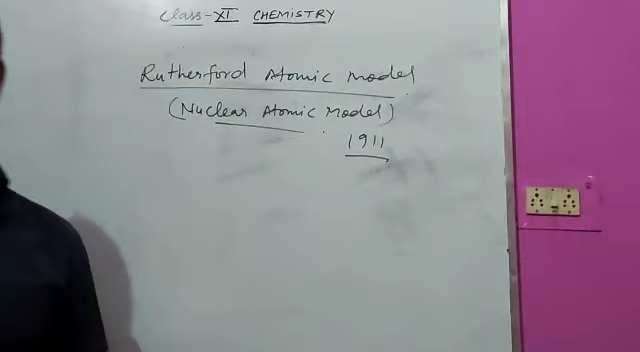 Class-XI CHEMISTRY
Rutherford Atomic Model
(Nuclear Atomic Model)
1911